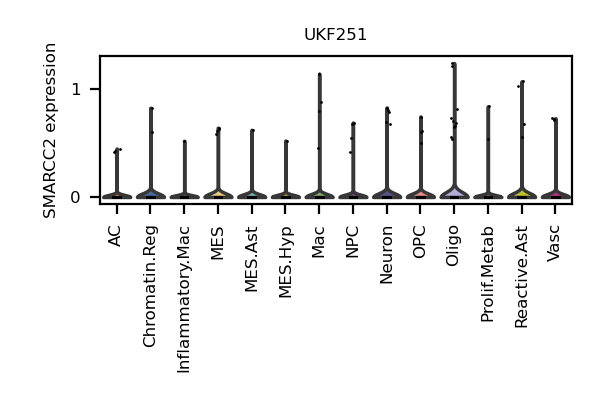 UKF251
SMARCC2 expression
1
0
AC
Chromatin.Reg
Inflammatory.Mac
MES
MES.Ast
MES.Hyp
Mac
NPC
Neuron
OPC
Oligo
Prolif.Metab
Reactive.Ast
Vasc